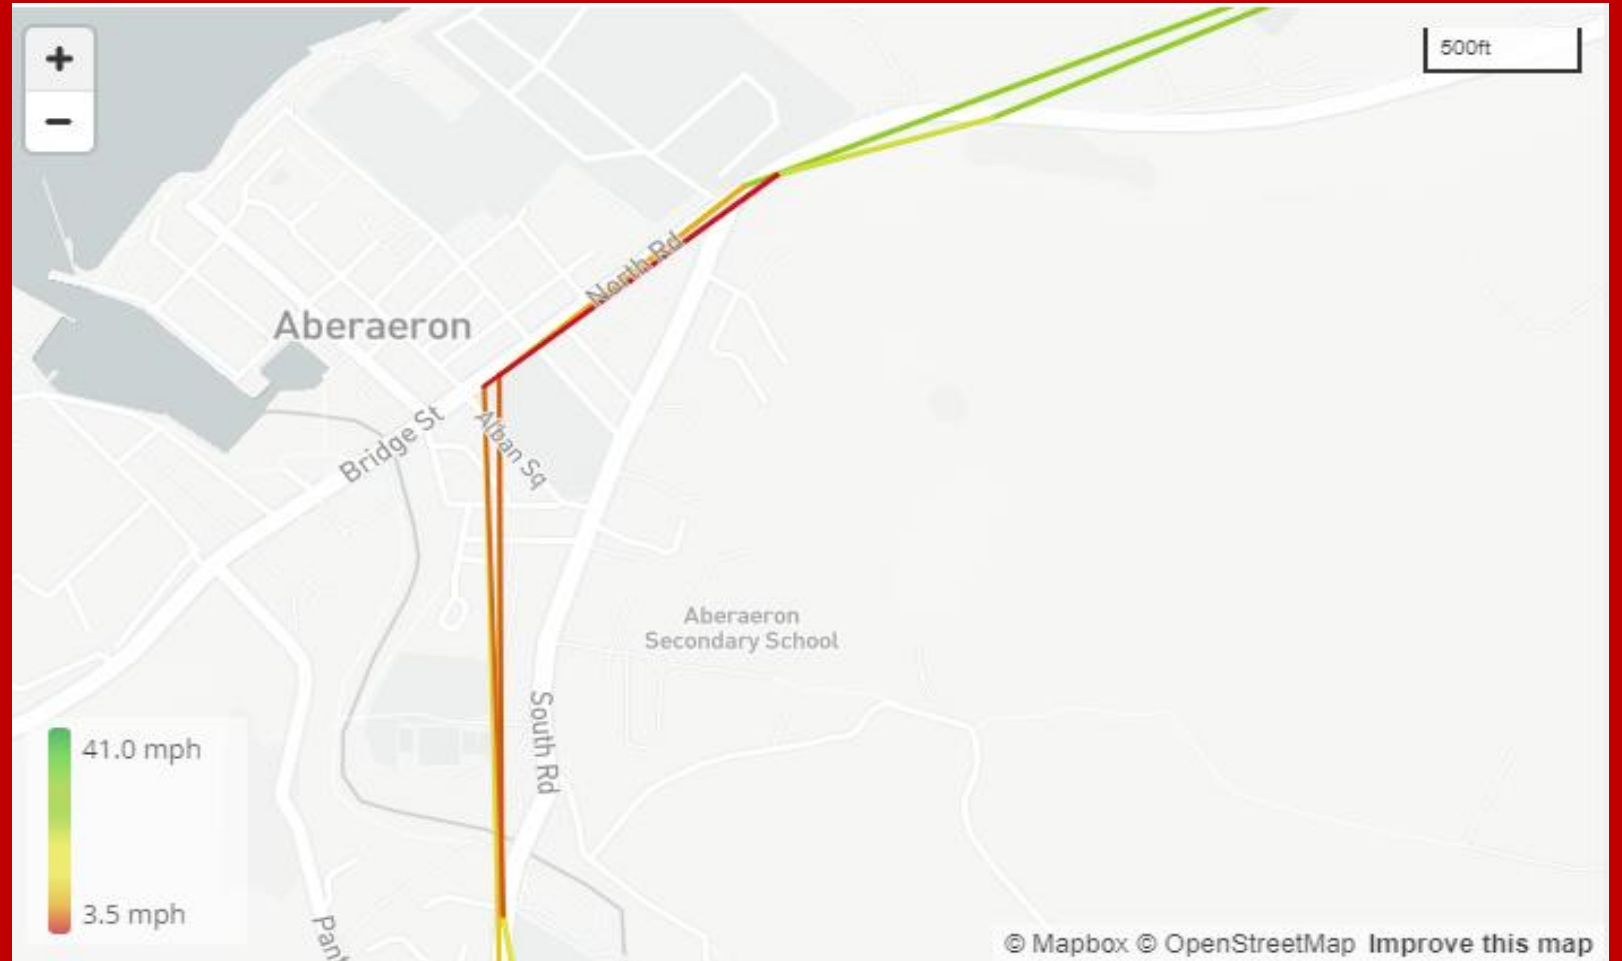 +
500ft
−
North Rd
Aberaeron
Bridge St
Alban Sq
Aberaeron
Secondary School
South Rd
41.0 mph
3.5 mph
Pant
© Mapbox © OpenStreetMap Improve this map